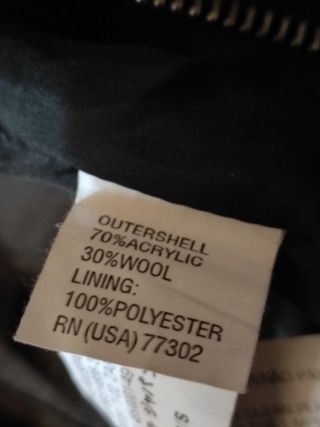 OUTERSHELL
70%ACRYLIC
30%WOOL
LINING:
100%POLYESTER
RN (USA) 77302